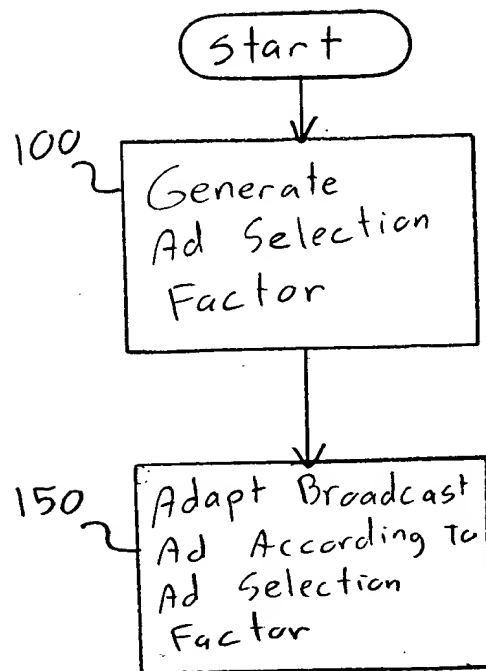 Start
100
Generate
Ad Selection
Factor
150
Adapt Broadcast
Ad According To
Ad Selection
Factor